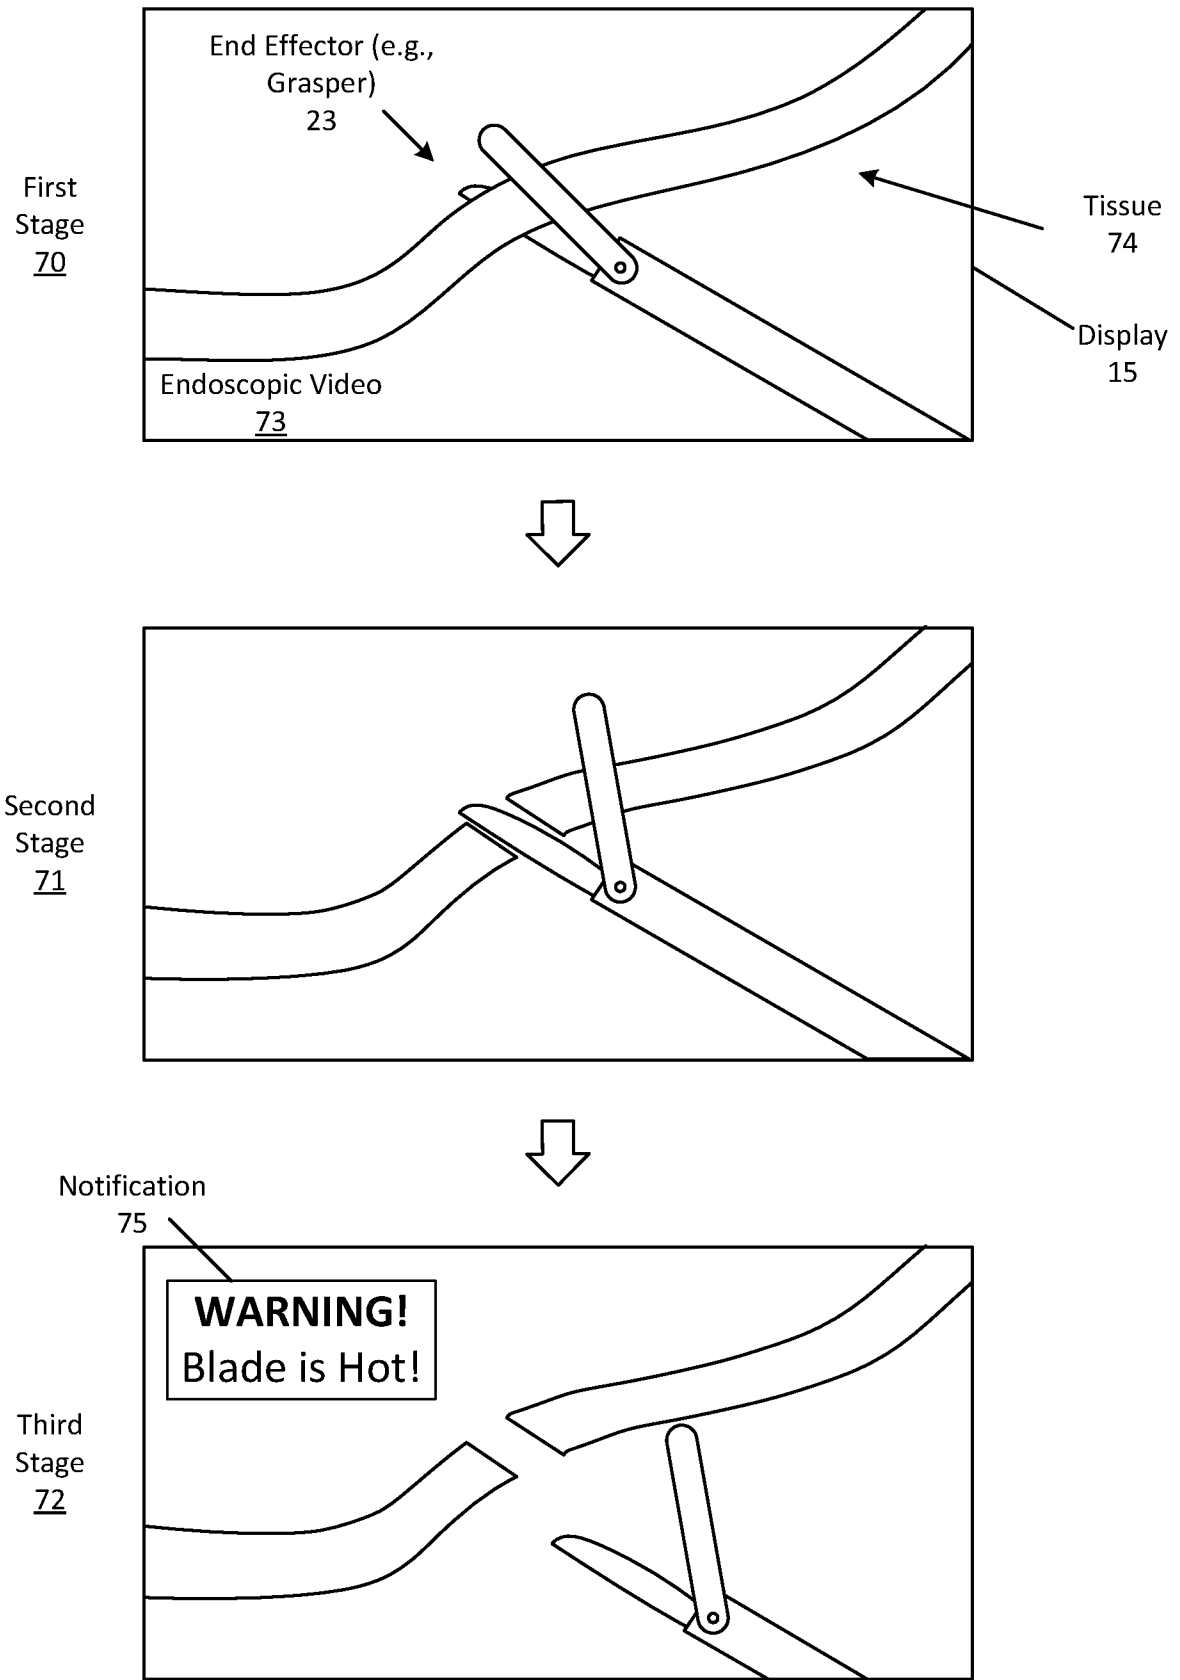 End Effector (e.g.,
Grasper)
23
First
Stage
70
Tissue
74
Display
15
Endoscopic Video
73
Second
Stage
71
Notification
75
WARNING!
Blade is Hot!
Third
Stage
72